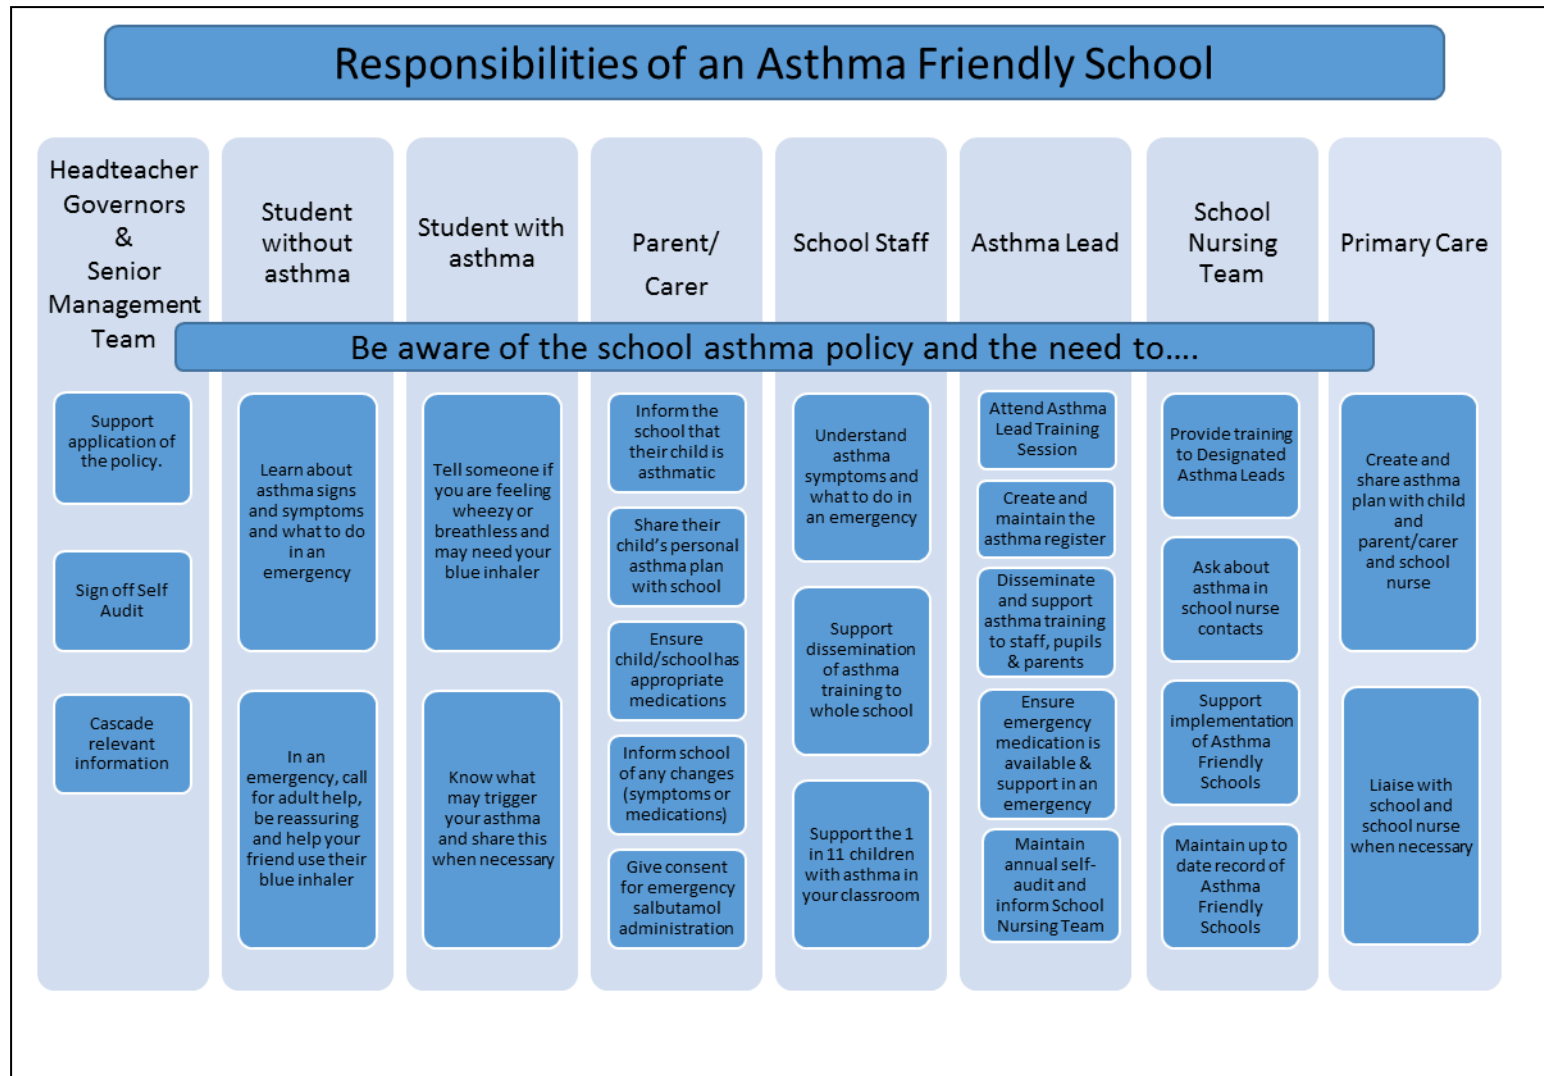 Responsibilities of an Asthma Friendly School
Headteacher
Governors
&
Senior
Management
Team
Student
without
asthma
Student with
asthma
Parent/
Carer
School Staff
Asthma Lead
School
Nursing
Team
Primary Care
Be aware of the school asthma policy and the need to....
Support
application of
the policy.
Sign off Self
Audit
Cascade
relevant
information
Learn about
asthma signs
and symptoms
and what to do
in an
emergency
In an
emergency, call
for adult help,
be reassuring
and help your
friend use their
blue inhaler
Tell someone if
you are feeling
wheezy or
breathless and
may need your
blue inhaler
Know what
may trigger
your asthma
and share this
when necessary
Inform the
school that
their child is
asthmatic
Share their
child's personal
asthma plan
with school
Ensure
child/school has
appropriate
medications
Inform school
of any changes
(symptoms or
medications)
Give consent
for emergency
salbutamol
administration
Understand
asthma
symptoms and
what to do in
an emergency
Support
dissemination
of asthma
training to
whole school
Support the 1
in 11 children
with asthma in
your classroom
Attend Asthma
Lead Training
Session
Create and
maintain the
asthma register
Disseminate
and support
asthma training
to staff, pupils
& parents
Ensure
emergency
medication is
available &
support in an
emergency
Maintain
annual self-
audit and
inform School
Nursing Team
Provide training
to Designated
Asthma Leads
Ask about
asthma in
school nurse
contacts
Support
implementation
of Asthma
Friendly
Schools
Maintain up to
date record of
Asthma
Friendly
Schools
Create and
share asthma
plan with child
and
parent/carer
and school
nurse
Liaise with
school and
school nurse
when necessary